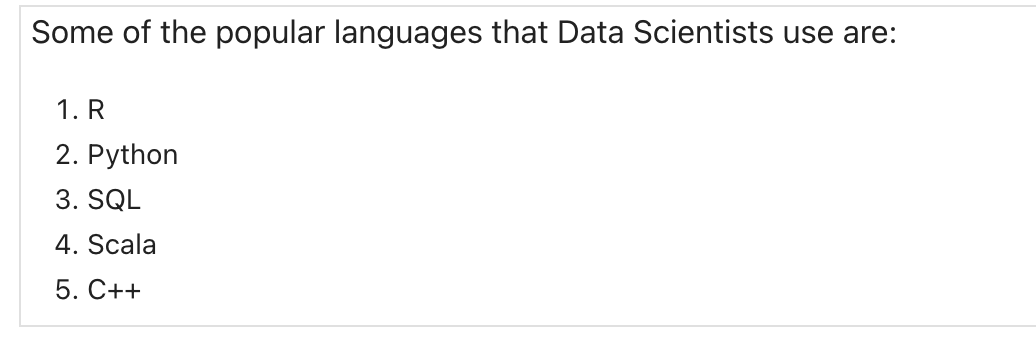 Some of the popular languages that Data Scientists use are:
1. R
2. Python
3. SQL
4. Scala
5. C++